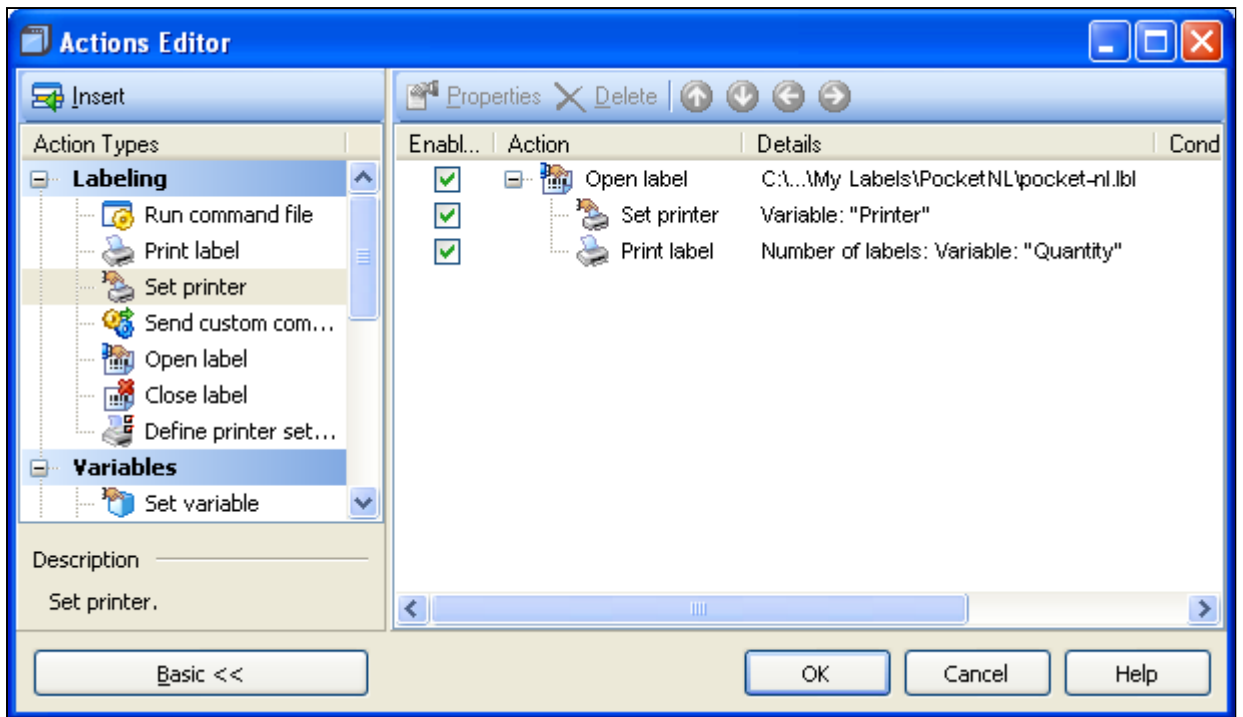 Actions Editor
Insert
Properties Delete
Action Types
Enabl... Action Details Cond
Labeling
Run command file
Print label
Set printer
Send custom com...
Open label
Close label
Define printer set...
Variables
Set variable
Open label C:\...\My Labels\PocketNL\pocket-nl.lbl
Set printer Variable: "Printer"
Print label Number of labels: Variable: "Quantity"
Description
Set printer.
Basic <<
OK Cancel Help